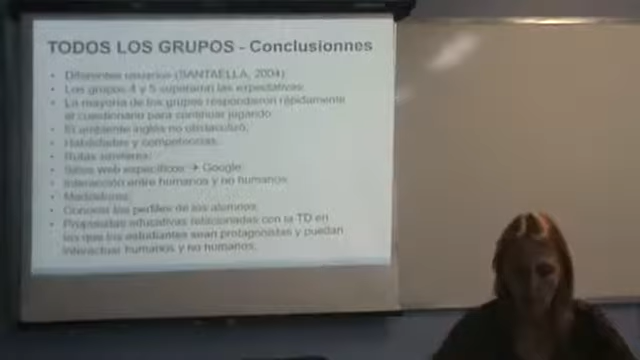 TODOS LOS GRUPOS - Conclusionnes
• Diferentes usuarios (SANTAELLA, 2004);
• Los grupos 4 y 5 superaron las expectativas;
• La mayoría de los grupos respondieron rápidamente
al cuestionario para continuar jugando;
• El ambiente inglés no obstaculizó;
• Habilidades y competencias;
• Rutas similares;
• Sitios web específicos → Google;
• Interacción entre humanos y no humanos;
• Mediadores;
• Conocer los perfiles de los alumnos;
• Propuestas educativas relacionadas con la TD en
las que los estudiantes sean protagonistas y puedan
interactuar humanos y no humanos.